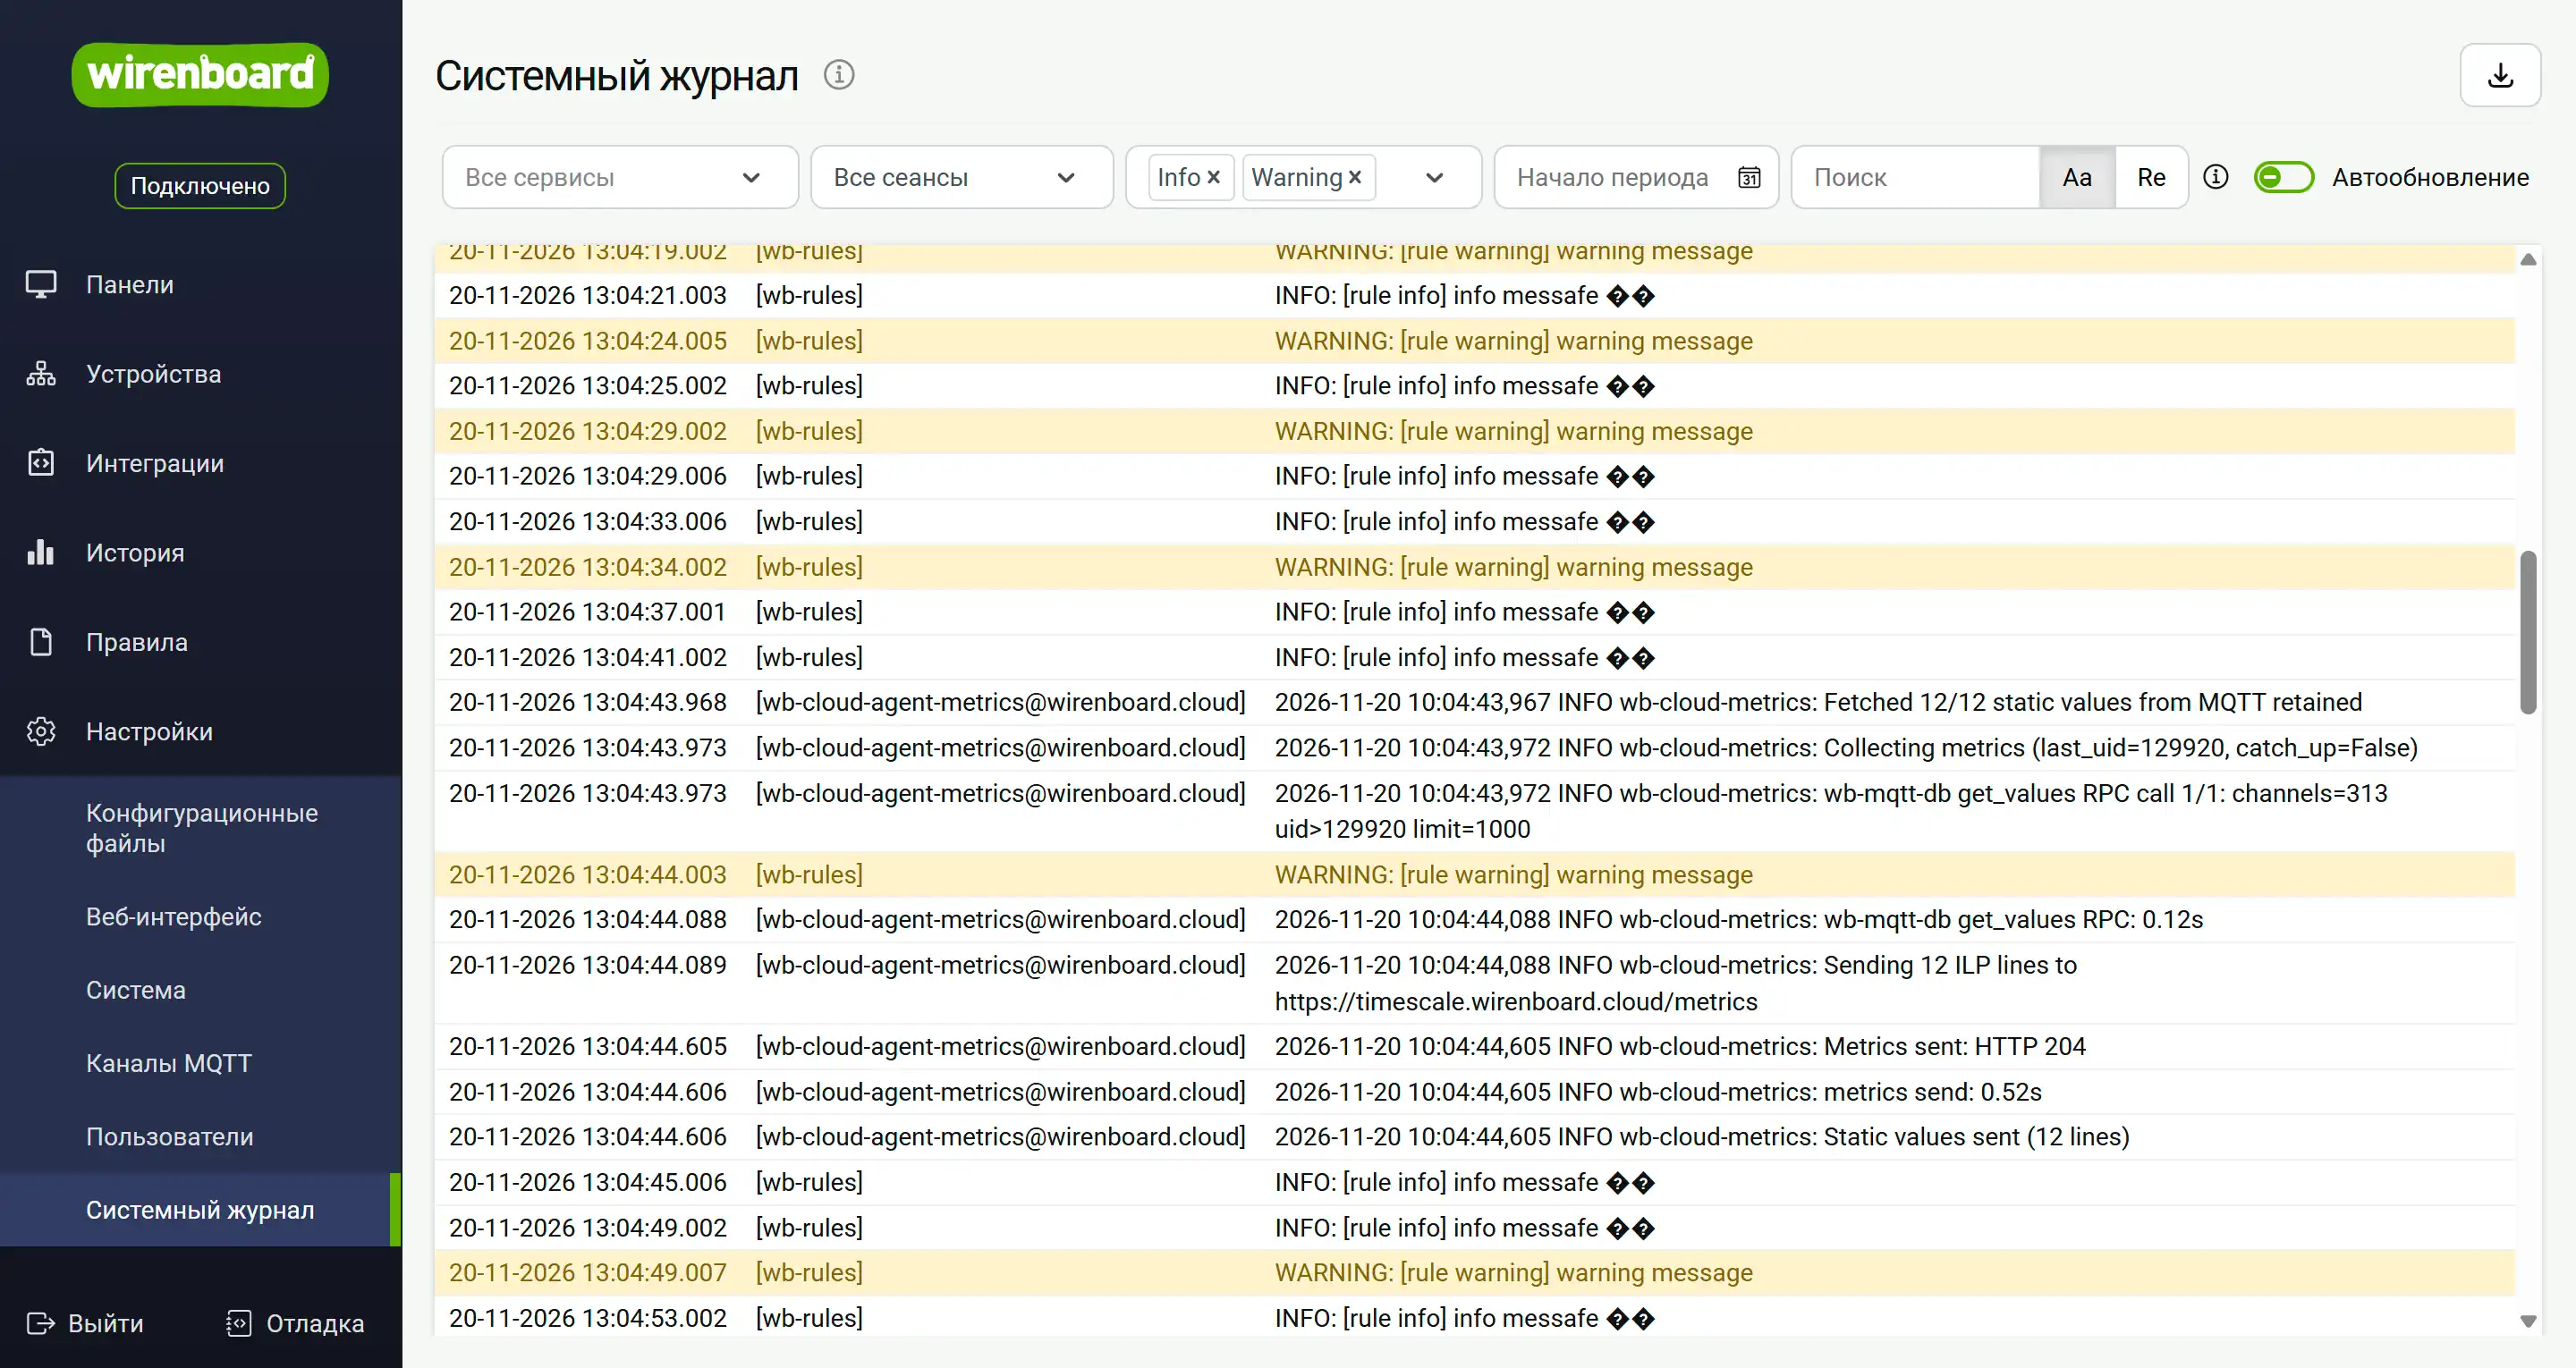 wirenboard
Подключено
Панели
Устройства
Интеграции
История
Правила
Настройки
Конфигурационные
файлы
Веб-интерфейс
Система
Каналы MQTT
Пользователи
Системный журнал
Выйти Отладка
Системный журнал
Все сервисы Все сеансы Info Warning Начало периода 31 Поиск Aa Re Автообновление
20-11-2026 13:04:19.002 [wb-rules] WARNING: [rule warning] warning message
20-11-2026 13:04:21.003 [wb-rules] INFO: [rule info] info messafe ��
20-11-2026 13:04:24.005 [wb-rules] WARNING: [rule warning] warning message
20-11-2026 13:04:25.002 [wb-rules] INFO: [rule info] info messafe ��
20-11-2026 13:04:29.002 [wb-rules] WARNING: [rule warning] warning message
20-11-2026 13:04:29.006 [wb-rules] INFO: [rule info] info messafe ��
20-11-2026 13:04:33.006 [wb-rules] INFO: [rule info] info messafe ��
20-11-2026 13:04:34.002 [wb-rules] WARNING: [rule warning] warning message
20-11-2026 13:04:37.001 [wb-rules] INFO: [rule info] info messafe ��
20-11-2026 13:04:41.002 [wb-rules] INFO: [rule info] info messafe ��
20-11-2026 13:04:43.968 [wb-cloud-agent-metrics@wirenboard.cloud] 2026-11-20 10:04:43,967 INFO wb-cloud-metrics: Fetched 12/12 static values from MQTT retained
20-11-2026 13:04:43.973 [wb-cloud-agent-metrics@wirenboard.cloud] 2026-11-20 10:04:43,972 INFO wb-cloud-metrics: Collecting metrics (last_uid=129920, catch_up=False)
20-11-2026 13:04:43.973 [wb-cloud-agent-metrics@wirenboard.cloud] 2026-11-20 10:04:43,972 INFO wb-cloud-metrics: wb-mqtt-db get_values RPC call 1/1: channels=313
uid>129920 limit=1000
20-11-2026 13:04:44.003 [wb-rules] WARNING: [rule warning] warning message
20-11-2026 13:04:44.088 [wb-cloud-agent-metrics@wirenboard.cloud] 2026-11-20 10:04:44,088 INFO wb-cloud-metrics: wb-mqtt-db get_values RPC: 0.12s
20-11-2026 13:04:44.089 [wb-cloud-agent-metrics@wirenboard.cloud] 2026-11-20 10:04:44,088 INFO wb-cloud-metrics: Sending 12 ILP lines to
https://timescale.wirenboard.cloud/metrics
20-11-2026 13:04:44.605 [wb-cloud-agent-metrics@wirenboard.cloud] 2026-11-20 10:04:44,605 INFO wb-cloud-metrics: Metrics sent: HTTP 204
20-11-2026 13:04:44.606 [wb-cloud-agent-metrics@wirenboard.cloud] 2026-11-20 10:04:44,605 INFO wb-cloud-metrics: metrics send: 0.52s
20-11-2026 13:04:44.606 [wb-cloud-agent-metrics@wirenboard.cloud] 2026-11-20 10:04:44,605 INFO wb-cloud-metrics: Static values sent (12 lines)
20-11-2026 13:04:45.006 [wb-rules] INFO: [rule info] info messafe ��
20-11-2026 13:04:49.002 [wb-rules] INFO: [rule info] info messafe ��
20-11-2026 13:04:49.007 [wb-rules] WARNING: [rule warning] warning message
20-11-2026 13:04:53.002 [wb-rules] INFO: [rule info] info messafe ��